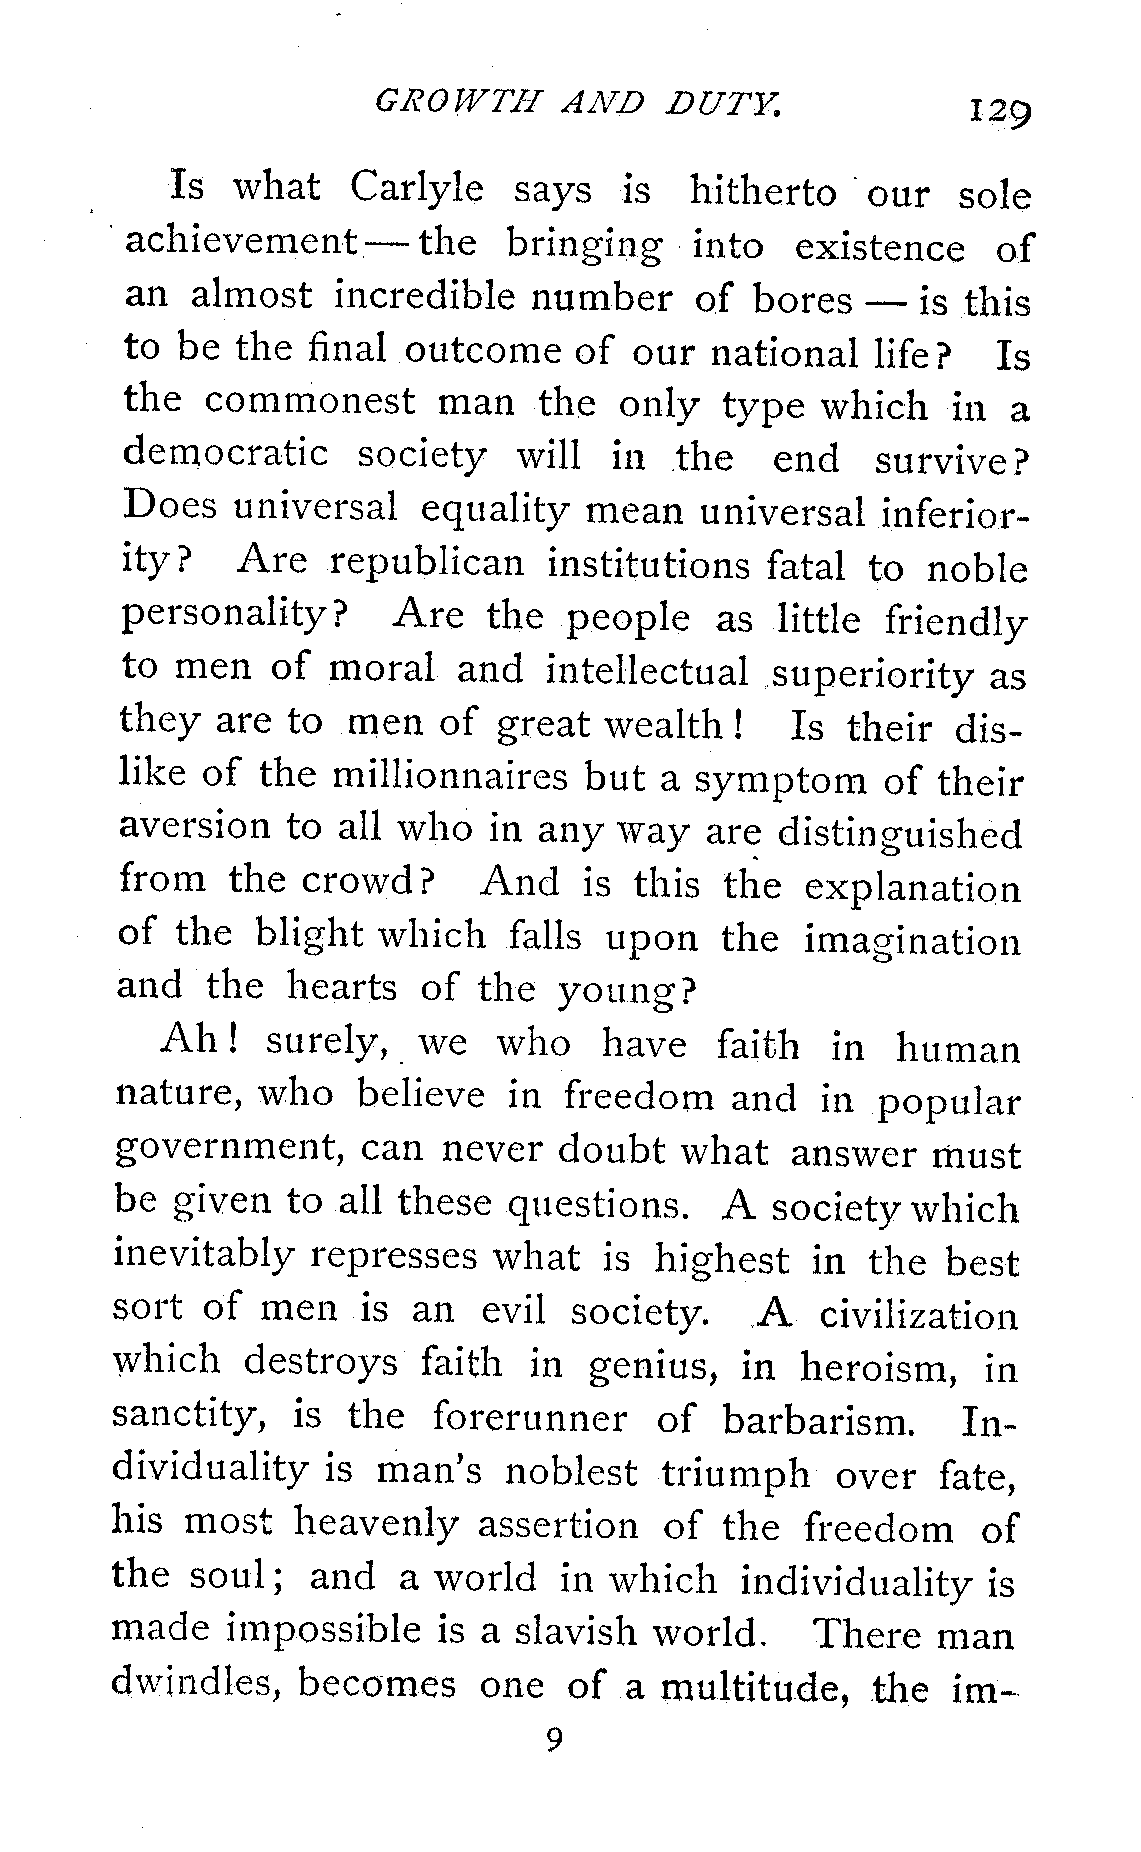 GROWTH AND DUTY. 129
Is what Carlyle says is hitherto our sole
achievement — the bringing into existence of
an almost incredible number of bores — is this
to be the final outcome of our national life? Is
the commonest man the only type which in a
democratic society will in the end survive?
Does universal equality mean universal inferior-
ity? Are republican institutions fatal to noble
personality? Are the people as little friendly
to men of moral and intellectual superiority as
they are to men of great wealth! Is their dis-
like of the millionnaires but a symptom of their
aversion to all who in any way are distinguished
from the crowd? And is this the explanation
of the blight which falls upon the imagination
and the hearts of the young?
Ah! surely, we who have faith in human
nature, who believe in freedom and in popular
government, can never doubt what answer must
be given to all these questions. A society which
inevitably represses what is highest in the best
sort of men is an evil society. A civilization
which destroys faith in genius, in heroism, in
sanctity, is the forerunner of barbarism. In-
dividuality is man's noblest triumph over fate,
his most heavenly assertion of the freedom of
the soul; and a world in which individuality is
made impossible is a slavish world. There man
dwindles, becomes one of a multitude, the im-
9